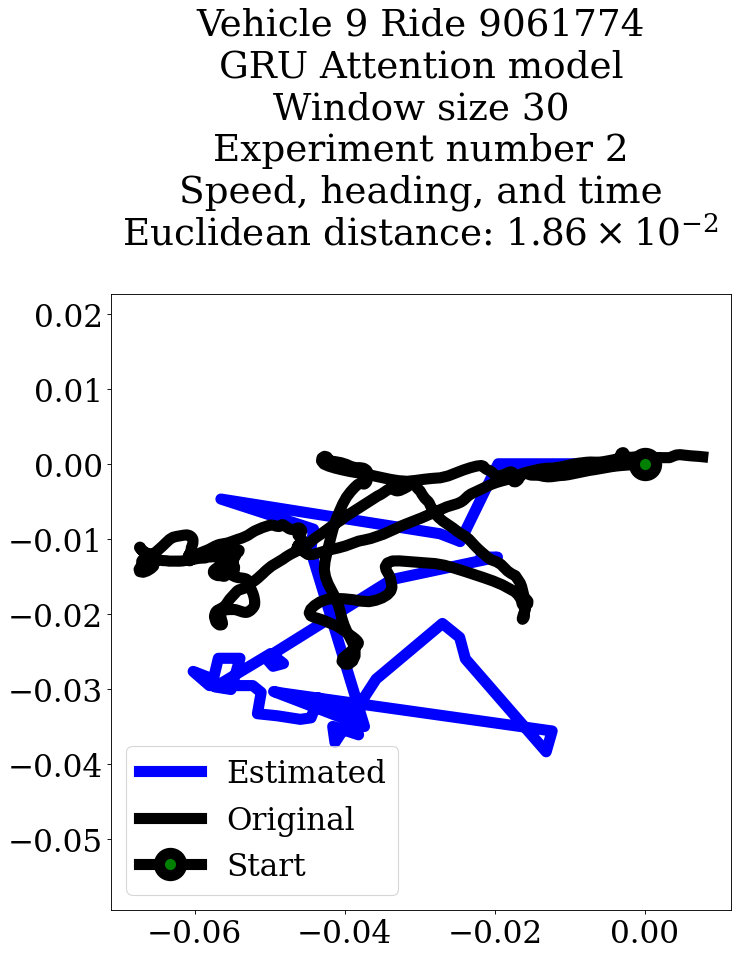 Vehicle 9 Ride 9061774
GRU Attention model
Window size 30
Experiment number 2
Speed, heading, and time
Euclidean distance: 1.86 × 10⁻²
0.02
0.01
0.00
−0.01
−0.02
−0.03
−0.04
−0.05
Estimated
Original
Start
−0.06 −0.04 −0.02 0.00